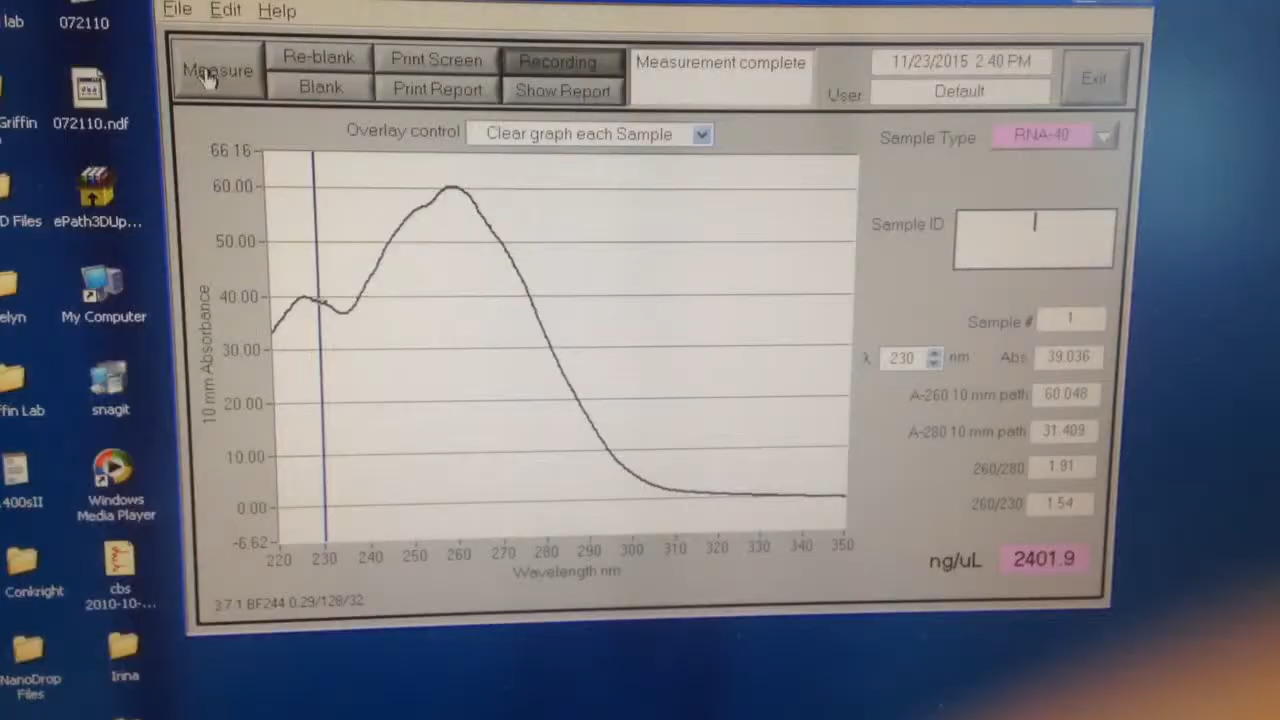 File Edit Help
Measure
Re-blank
Blank
Print Screen
Print Report
Recording
Show Report
Measurement complete
11/23/2015 2:40 PM
User
Default
Exit
Overlay control
Clear graph each Sample
Sample Type
RNA-40
Sample ID
Sample #
1
λ 230 nm Abs 39.036
A-260 10 mm path 60.048
A-280 10 mm path 31.409
260/280 1.91
260/230 1.54
ng/uL 2401.9
10 mm Absorbance
66.16
60.00
50.00
40.00
30.00
20.00
10.00
0.00
-6.62
220 230 240 250 260 270 280 290 300 310 320 330 340 350
Wavelength nm
3.7.1 BF244 0.29/128/32
lab
072110
Griffin
072110.ndf
D Files
ePath3DUp...
elyn
My Computer
ffin Lab
snagit
400sII
Windows
Media Player
Conkright
cbs
2010-10-...
NanoDrop
Files
Irina